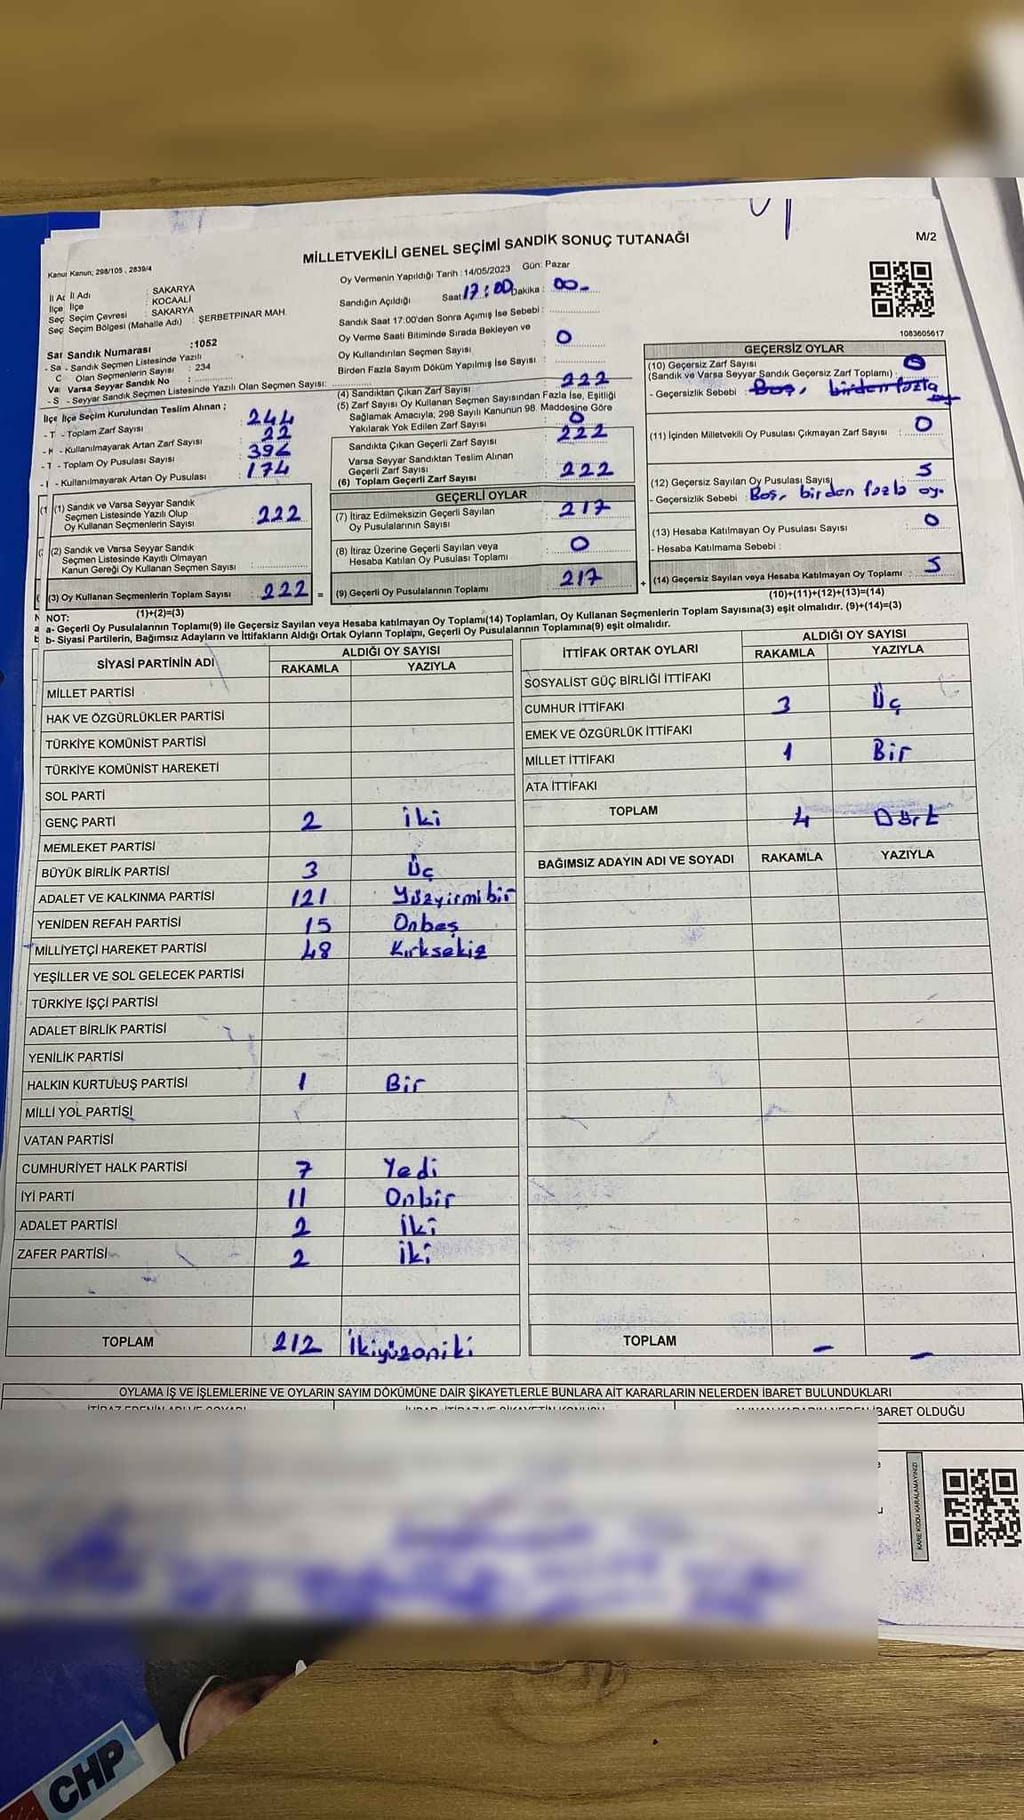 MİLLETVEKİLİ GENEL SEÇİMİ SANDIK SONUÇ TUTANAĞI
M/2
Kanun; 298/105 , 2839/4
Oy Vermenin Yapıldığı Tarih : 14/05/2023 Gün: Pazar
İl Adı : SAKARYA
İlçe : KOCAALİ
Seçim Çevresi : SAKARYA
Seçim Bölgesi (Mahalle Adı) : ŞERBETPINAR MAH.
Sandık Numarası :1052
- Sandık Seçmen Listesinde Yazılı
Olan Seçmenlerin Sayısı : 234
Varsa Seyyar Sandık No :
- Seyyar Sandık Seçmen Listesinde Yazılı Olan Seçmen Sayısı:
Sandığın Açıldığı Saat 17:00 Dakika : 00-
Sandık Saat 17:00'den Sonra Açımış İse Sebebi :
Oy Verme Saati Bitiminde Sırada Bekleyen ve
Oy Kullandırılan Seçmen Sayısı : 0
Birden Fazla Sayım Döküm Yapılmış İse Sayısı :
İlçe Seçim Kurulundan Teslim Alınan ;
- Toplam Zarf Sayısı : 244
- Kullanılmayarak Artan Zarf Sayısı : 22
- Toplam Oy Pusulası Sayısı : 392
- Kullanılmayarak Artan Oy Pusulası : 174
(1) Sandık ve Varsa Seyyar Sandık
Seçmen Listesinde Yazılı Olup
Oy Kullanan Seçmenlerin Sayısı : 222
(2) Sandık ve Varsa Seyyar Sandık
Seçmen Listesinde Kayıtlı Olmayan
Kanun Gereği Oy Kullanan Seçmen Sayısı :
(3) Oy Kullanan Seçmenlerin Toplam Sayısı : 222 =
(1)+(2)=(3)
(4) Sandıktan Çıkan Zarf Sayısı : 222
(5) Zarf Sayısı Oy Kullanan Seçmen Sayısından Fazla İse, Eşitliği
Sağlamak Amacıyla; 298 Sayılı Kanunun 98. Maddesine Göre
Yakılarak Yok Edilen Zarf Sayısı : 0
Sandıkta Çıkan Geçerli Zarf Sayısı : 222
Varsa Seyyar Sandıktan Teslim Alınan
Geçerli Zarf Sayısı :
(6) Toplam Geçerli Zarf Sayısı : 222
GEÇERLİ OYLAR
(7) İtiraz Edilmeksizin Geçerli Sayılan
Oy Pusulalarının Sayısı : 217
(8) İtiraz Üzerine Geçerli Sayılan veya
Hesaba Katılan Oy Pusulası Toplamı : 0
(9) Geçerli Oy Pusulalarının Toplamı : 217 +
1083605617
GEÇERSİZ OYLAR
(10) Geçersiz Zarf Sayısı 0
(Sandık ve Varsa Seyyar Sandık Geçersiz Zarf Toplamı) :
- Geçersizlik Sebebi : Boş, birden fazla oy
(11) İçinden Milletvekili Oy Pusulası Çıkmayan Zarf Sayısı : 0
(12) Geçersiz Sayılan Oy Pusulası Sayısı : 5
- Geçersizlik Sebebi : Boş, birden fazla oy.
(13) Hesaba Katılmayan Oy Pusulası Sayısı : 0
- Hesaba Katılmama Sebebi :
(14) Geçersiz Sayılan veya Hesaba Katılmayan Oy Toplamı : 5
(10)+(11)+(12)+(13)=(14)
NOT:
a- Geçerli Oy Pusulalarının Toplamı(9) ile Geçersiz Sayılan veya Hesaba katılmayan Oy Toplamı(14) Toplamları, Oy Kullanan Seçmenlerin Toplam Sayısına(3) eşit olmalıdır. (9)+(14)=(3)
b- Siyasi Partilerin, Bağımsız Adayların ve İttifakların Aldığı Ortak Oyların Toplamı, Geçerli Oy Pusulalarının Toplamına(9) eşit olmalıdır.
SİYASİ PARTİNİN ADI ALDIĞI OY SAYISI
RAKAMLA YAZIYLA
MİLLET PARTİSİ
HAK VE ÖZGÜRLÜKLER PARTİSİ
TÜRKİYE KOMÜNİST PARTİSİ
TÜRKİYE KOMÜNİST HAREKETİ
SOL PARTİ
GENÇ PARTİ 2 İki
MEMLEKET PARTİSİ
BÜYÜK BİRLİK PARTİSİ 3 Üç
ADALET VE KALKINMA PARTİSİ 121 Yüzyirmibir
YENİDEN REFAH PARTİSİ 15 Onbeş
MİLLİYETÇİ HAREKET PARTİSİ 48 Kırksekiz
YEŞİLLER VE SOL GELECEK PARTİSİ
TÜRKİYE İŞÇİ PARTİSİ
ADALET BİRLİK PARTİSİ
YENİLİK PARTİSİ
HALKIN KURTULUŞ PARTİSİ 1 Bir
MİLLİ YOL PARTİSİ
VATAN PARTİSİ
CUMHURİYET HALK PARTİSİ 7 Yedi
İYİ PARTİ 11 Onbir
ADALET PARTİSİ 2 İki
ZAFER PARTİSİ 2 İki
TOPLAM 212 İkiyüzoniki
İTTİFAK ORTAK OYLARI ALDIĞI OY SAYISI
RAKAMLA YAZIYLA
SOSYALİST GÜÇ BİRLİĞİ İTTİFAKI
CUMHUR İTTİFAKI 3 Üç
EMEK VE ÖZGÜRLÜK İTTİFAKI
MİLLET İTTİFAKI 1 Bir
ATA İTTİFAKI
TOPLAM 4 Dört
BAĞIMSIZ ADAYIN ADI VE SOYADI RAKAMLA YAZIYLA
TOPLAM - -
OYLAMA İŞ VE İŞLEMLERİNE VE OYLARIN SAYIM DÖKÜMÜNE DAİR ŞİKAYETLERLE BUNLARA AİT KARARLARIN NELERDEN İBARET BULUNDUKLARI
İBARET OLDUĞU
KARE KODU KARALAMAYINIZ!
CHP